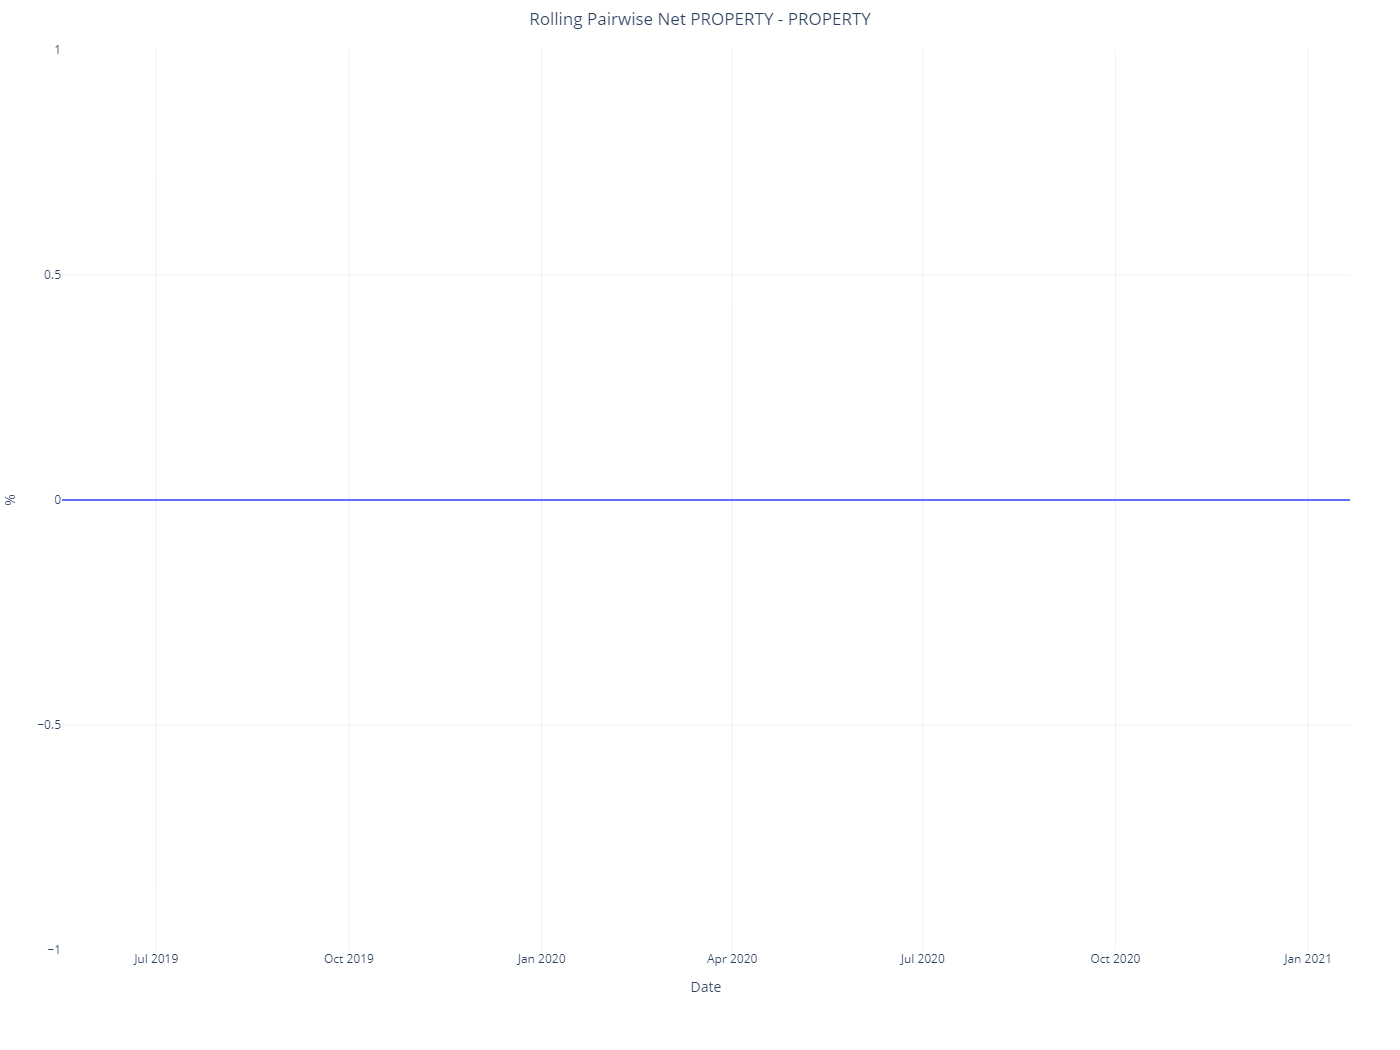 Rolling Pairwise Net PROPERTY - PROPERTY
1
0.5
0
−0.5
−1
%
Jul 2019
Oct 2019
Jan 2020
Apr 2020
Jul 2020
Oct 2020
Jan 2021
Date